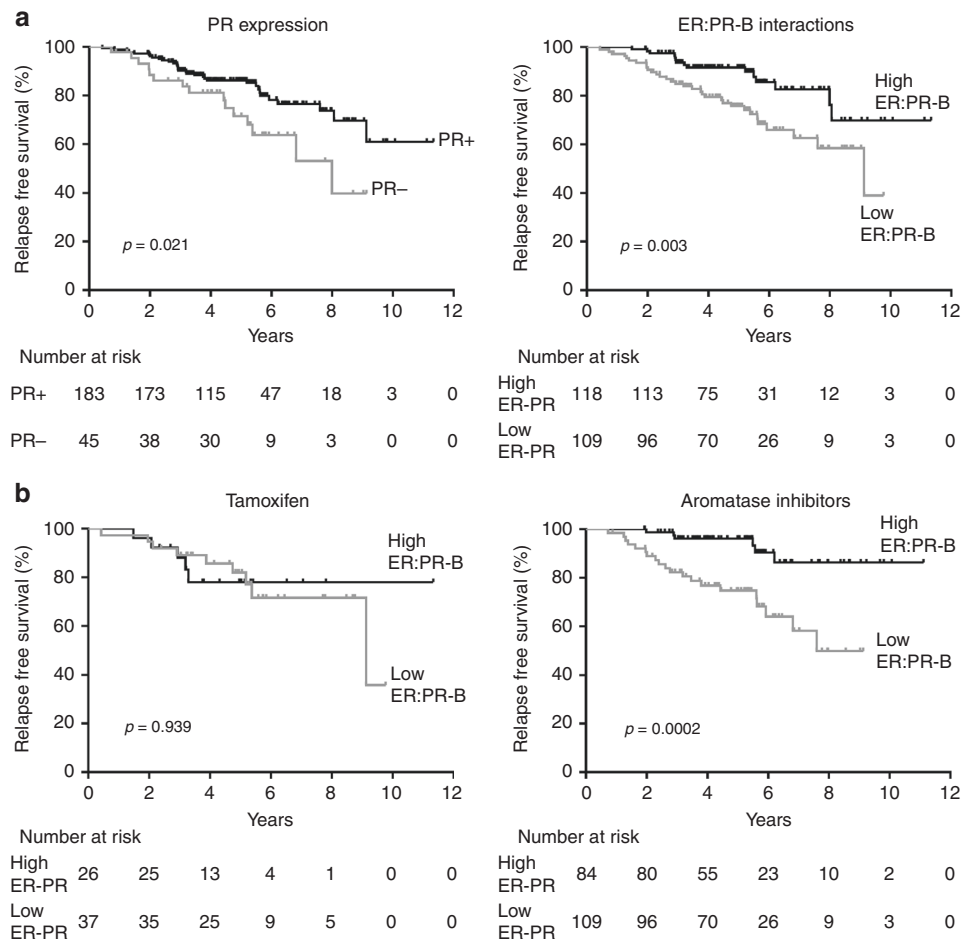 a
PR expression
Relapse free survival (%)
100
80
60
40
20
0
PR+
PR–
p = 0.021
0 2 4 6 8 10 12
Years
Number at risk
PR+ 183 173 115 47 18 3 0
PR– 45 38 30 9 3 0 0
ER:PR-B interactions
Relapse free survival (%)
100
80
60
40
20
0
High
ER:PR-B
Low
ER:PR-B
p = 0.003
0 2 4 6 8 10 12
Years
Number at risk
High
ER-PR 118 113 75 31 12 3 0
Low
ER-PR 109 96 70 26 9 3 0
b
Tamoxifen
Relapse free survival (%)
100
80
60
40
20
0
High
ER:PR-B
Low
ER:PR-B
p = 0.939
0 2 4 6 8 10 12
Years
Number at risk
High
ER-PR 26 25 13 4 1 0 0
Low
ER-PR 37 35 25 9 5 0 0
Aromatase inhibitors
Relapse free survival (%)
100
80
60
40
20
0
High
ER:PR-B
Low
ER:PR-B
p = 0.0002
0 2 4 6 8 10 12
Years
Number at risk
High
ER-PR 84 80 55 23 10 2 0
Low
ER-PR 109 96 70 26 9 3 0